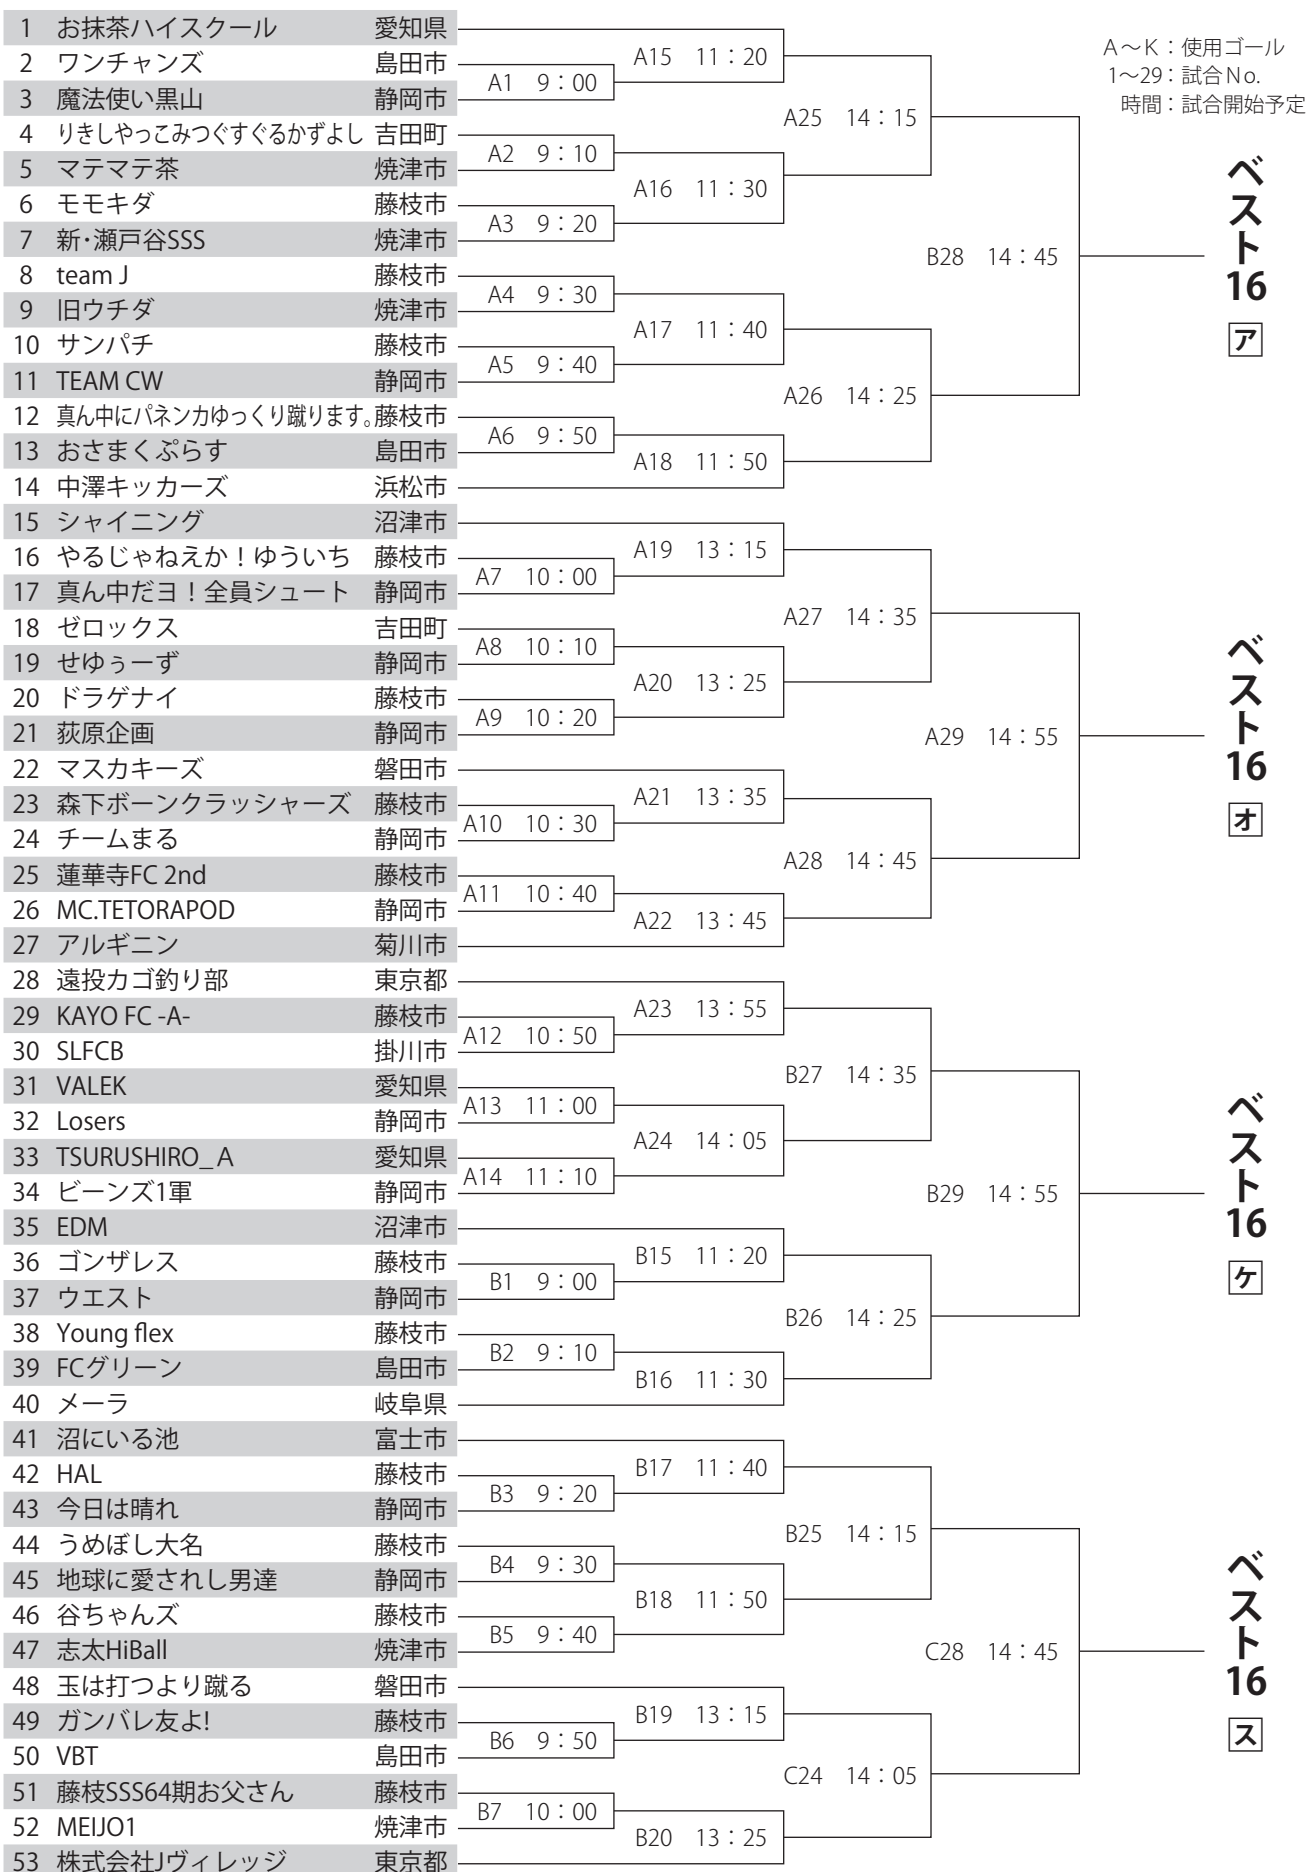 A〜K：使用ゴール
1〜29：試合No.
時間：試合開始予定
1 お抹茶ハイスクール 愛知県
2 ワンチャンズ 島田市
3 魔法使い黒山 静岡市
4 りきしやっこみつぐすぐるかずよし 吉田町
5 マテマテ茶 焼津市
6 モモキダ 藤枝市
7 新・瀬戸谷SSS 焼津市
8 team J 藤枝市
9 旧ウチダ 焼津市
10 サンパチ 藤枝市
11 TEAM CW 静岡市
12 真ん中にパネンカゆっくり蹴ります。 藤枝市
13 おさまくぷらす 島田市
14 中澤キッカーズ 浜松市
15 シャイニング 沼津市
16 やるじゃねえか！ゆういち 藤枝市
17 真ん中だヨ！全員シュート 静岡市
18 ゼロックス 吉田町
19 せゆぅーず 静岡市
20 ドラゲナイ 藤枝市
21 荻原企画 静岡市
22 マスカキーズ 磐田市
23 森下ボーンクラッシャーズ 藤枝市
24 チームまる 静岡市
25 蓮華寺FC 2nd 藤枝市
26 MC.TETORAPOD 静岡市
27 アルギニン 菊川市
28 遠投カゴ釣り部 東京都
29 KAYO FC -A- 藤枝市
30 SLFCB 掛川市
31 VALEK 愛知県
32 Losers 静岡市
33 TSURUSHIRO_A 愛知県
34 ビーンズ1軍 静岡市
35 EDM 沼津市
36 ゴンザレス 藤枝市
37 ウエスト 静岡市
38 Young flex 藤枝市
39 FCグリーン 島田市
40 メーラ 岐阜県
41 沼にいる池 富士市
42 HAL 藤枝市
43 今日は晴れ 静岡市
44 うめぼし大名 藤枝市
45 地球に愛されし男達 静岡市
46 谷ちゃんズ 藤枝市
47 志太HiBall 焼津市
48 玉は打つより蹴る 磐田市
49 ガンバレ友よ! 藤枝市
50 VBT 島田市
51 藤枝SSS64期お父さん 藤枝市
52 MEIJO1 焼津市
53 株式会社Jヴィレッジ 東京都
A1 9：00
A2 9：10
A3 9：20
A4 9：30
A5 9：40
A6 9：50
A7 10：00
A8 10：10
A9 10：20
A10 10：30
A11 10：40
A12 10：50
A13 11：00
A14 11：10
B1 9：00
B2 9：10
B3 9：20
B4 9：30
B5 9：40
B6 9：50
B7 10：00
A15 11：20
A16 11：30
A17 11：40
A18 11：50
A19 13：15
A20 13：25
A21 13：35
A22 13：45
A23 13：55
A24 14：05
B15 11：20
B16 11：30
B17 11：40
B18 11：50
B19 13：15
B20 13：25
A25 14：15
A26 14：25
A27 14：35
A28 14：45
B27 14：35
B26 14：25
B25 14：15
C24 14：05
B28 14：45
A29 14：55
B29 14：55
C28 14：45
ベスト16 ア
ベスト16 オ
ベスト16 ケ
ベスト16 ス